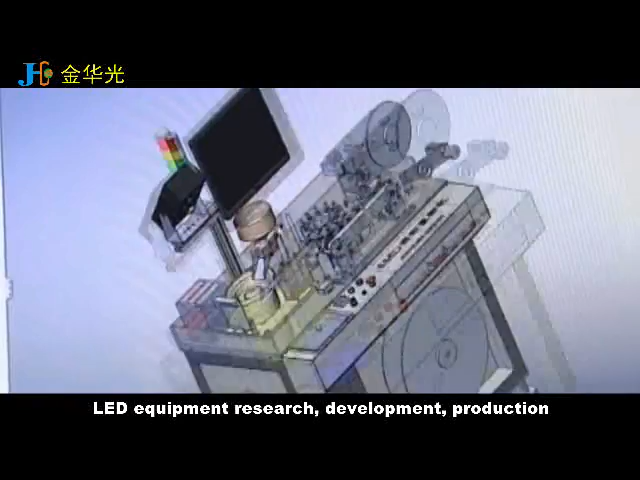 JHG 金华光
LED equipment research, development, production